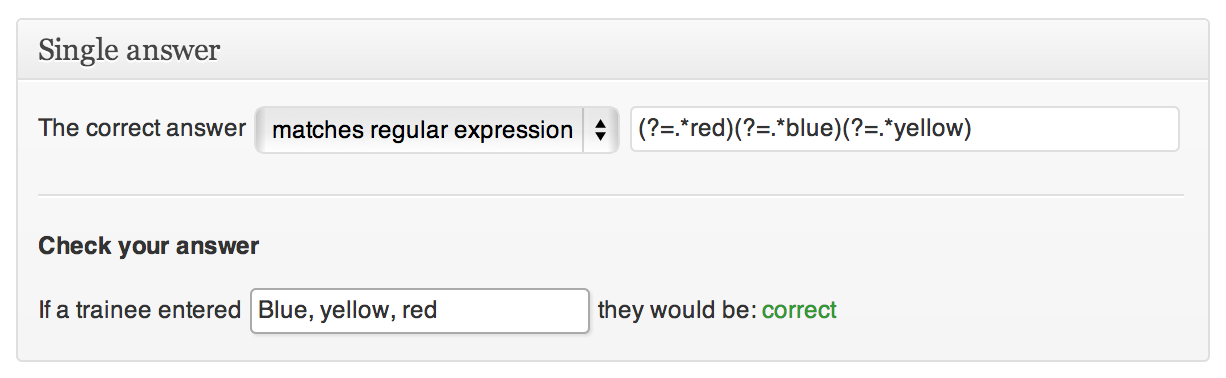 Single answer
The correct answer matches regular expression (?=.*red)(?=.*blue)(?=.*yellow)
Check your answer
If a trainee entered Blue, yellow, red they would be: correct